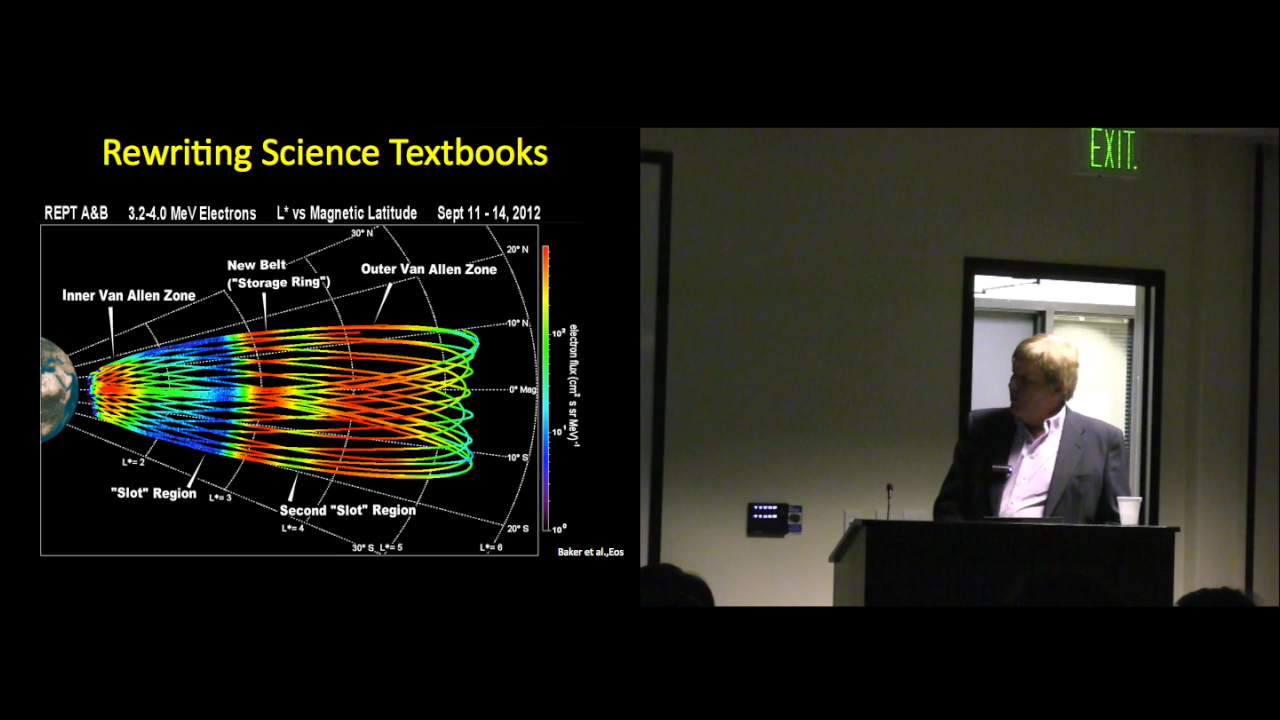 Rewriting Science Textbooks
REPT A&B 3.2-4.0 MeV Electrons L* vs Magnetic Latitude Sept 11 - 14, 2012
30° N
20° N
New Belt
("Storage Ring")
Outer Van Allen Zone
Inner Van Allen Zone
10° N
10²
electron flux (cm² s sr MeV)⁻¹
0° Mag
10¹
10° S
L*= 2
"Slot" Region
L*= 3
Second "Slot" Region
L*= 4
20° S
10⁰
30° S
L*= 5
L*= 6
Baker et al.,Eos
EXIT.